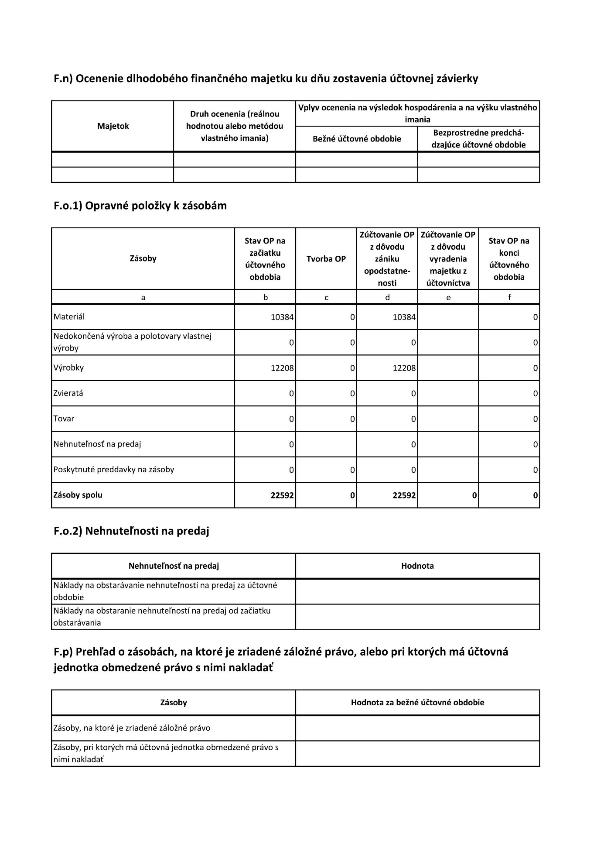 F.n) Ocenenie dlhodobého finančného majetku ku dňu zostavenia účtovnej závierky
Majetok
Druh ocenenia (reálnou
hodnotou alebo metódou
vlastného imania)
Vplyv ocenenia na výsledok hospodárenia a na výšku vlastného
imania
Bežné účtovné obdobie
Bezprostredne predchá-
dzajúce účtovné obdobie
F.o.1) Opravné položky k zásobám
Zásoby
Stav OP na
začiatku
účtovného
obdobia
Tvorba OP
Zúčtovanie OP
z dôvodu
zániku
opodstatne-
nosti
Zúčtovanie OP
z dôvodu
vyradenia
majetku z
účtovníctva
Stav OP na
konci
účtovného
obdobia
a b c d e f
Materiál 10384 0 10384 0
Nedokončená výroba a polotovary vlastnej
výroby 0 0 0 0
Výrobky 12208 0 12208 0
Zvieratá 0 0 0 0
Tovar 0 0 0 0
Nehnuteľnosť na predaj 0 0 0
Poskytnuté preddavky na zásoby 0 0 0 0
Zásoby spolu 22592 0 22592 0 0
F.o.2) Nehnuteľnosti na predaj
Nehnuteľnosť na predaj Hodnota
Náklady na obstarávanie nehnuteľností na predaj za účtovné
obdobie
Náklady na obstaranie nehnuteľností na predaj od začiatku
obstarávania
F.p) Prehľad o zásobách, na ktoré je zriadené záložné právo, alebo pri ktorých má účtovná
jednotka obmedzené právo s nimi nakladať
Zásoby Hodnota za bežné účtovné obdobie
Zásoby, na ktoré je zriadené záložné právo
Zásoby, pri ktorých má účtovná jednotka obmedzené právo s
nimi nakladať